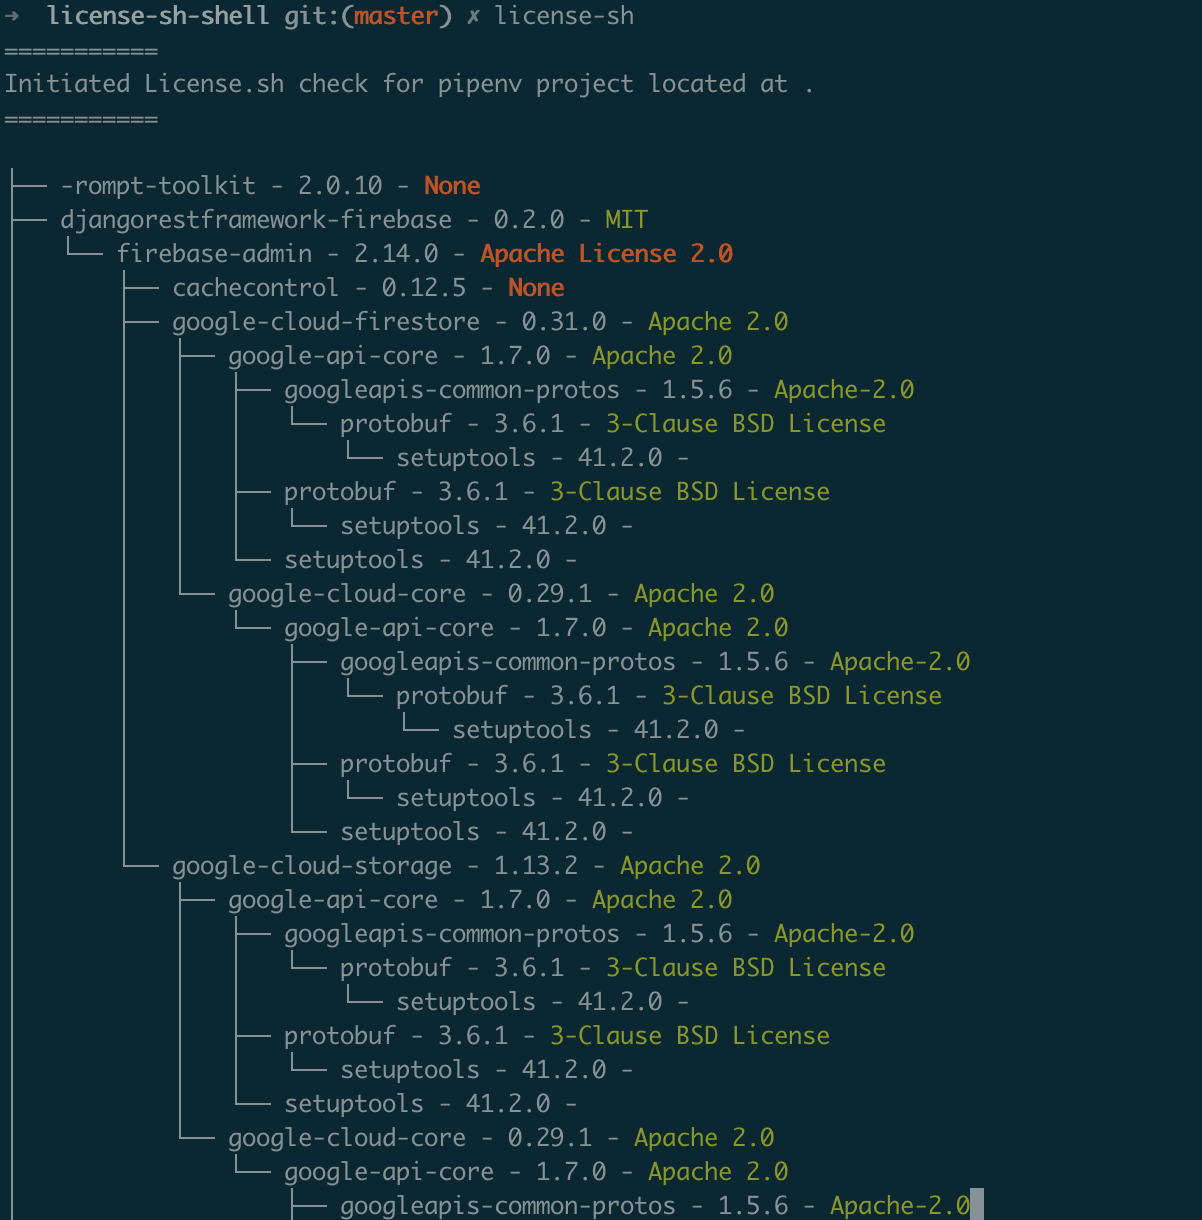 → license-sh-shell git:(master) ✗ license-sh
===========
Initiated License.sh check for pipenv project located at .
===========
├── -rompt-toolkit - 2.0.10 - None
├── djangorestframework-firebase - 0.2.0 - MIT
│   └── firebase-admin - 2.14.0 - Apache License 2.0
│       ├── cachecontrol - 0.12.5 - None
│       ├── google-cloud-firestore - 0.31.0 - Apache 2.0
│       │   ├── google-api-core - 1.7.0 - Apache 2.0
│       │   │   ├── googleapis-common-protos - 1.5.6 - Apache-2.0
│       │   │   │   └── protobuf - 3.6.1 - 3-Clause BSD License
│       │   │   │       └── setuptools - 41.2.0 -
│       │   │   ├── protobuf - 3.6.1 - 3-Clause BSD License
│       │   │   │   └── setuptools - 41.2.0 -
│       │   │   └── setuptools - 41.2.0 -
│       │   └── google-cloud-core - 0.29.1 - Apache 2.0
│       │       └── google-api-core - 1.7.0 - Apache 2.0
│       │           ├── googleapis-common-protos - 1.5.6 - Apache-2.0
│       │           │   └── protobuf - 3.6.1 - 3-Clause BSD License
│       │           │       └── setuptools - 41.2.0 -
│       │           ├── protobuf - 3.6.1 - 3-Clause BSD License
│       │           │   └── setuptools - 41.2.0 -
│       │           └── setuptools - 41.2.0 -
│       └── google-cloud-storage - 1.13.2 - Apache 2.0
│           ├── google-api-core - 1.7.0 - Apache 2.0
│           │   ├── googleapis-common-protos - 1.5.6 - Apache-2.0
│           │   │   └── protobuf - 3.6.1 - 3-Clause BSD License
│           │   │       └── setuptools - 41.2.0 -
│           │   ├── protobuf - 3.6.1 - 3-Clause BSD License
│           │   │   └── setuptools - 41.2.0 -
│           │   └── setuptools - 41.2.0 -
│           └── google-cloud-core - 0.29.1 - Apache 2.0
│               └── google-api-core - 1.7.0 - Apache 2.0
│                   ├── googleapis-common-protos - 1.5.6 - Apache-2.0